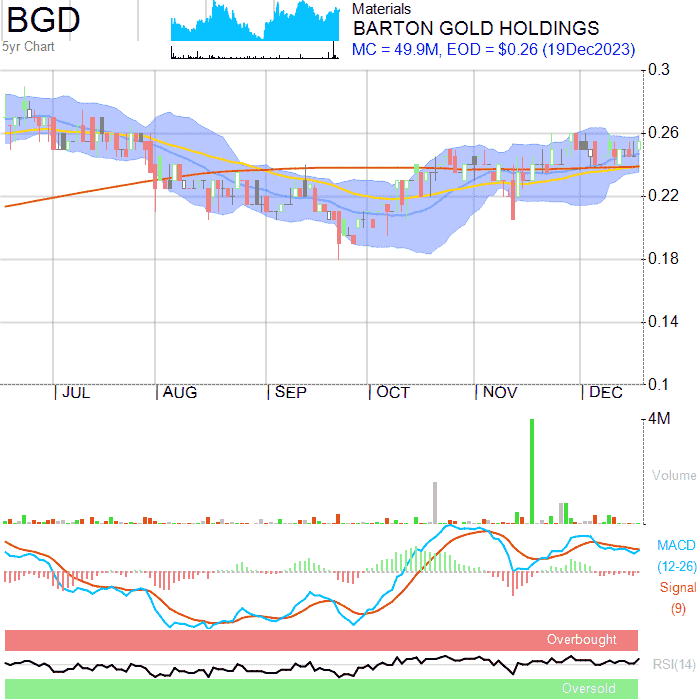 BGD
5yr Chart
Materials
BARTON GOLD HOLDINGS
MC = 49.9M, EOD = $0.26 (19Dec2023)
0.3
0.26
0.22
0.18
0.14
0.1
JUL AUG SEP OCT NOV DEC
4M
Volume
MACD
(12-26)
Signal
(9)
Overbought
RSI(14)
Oversold